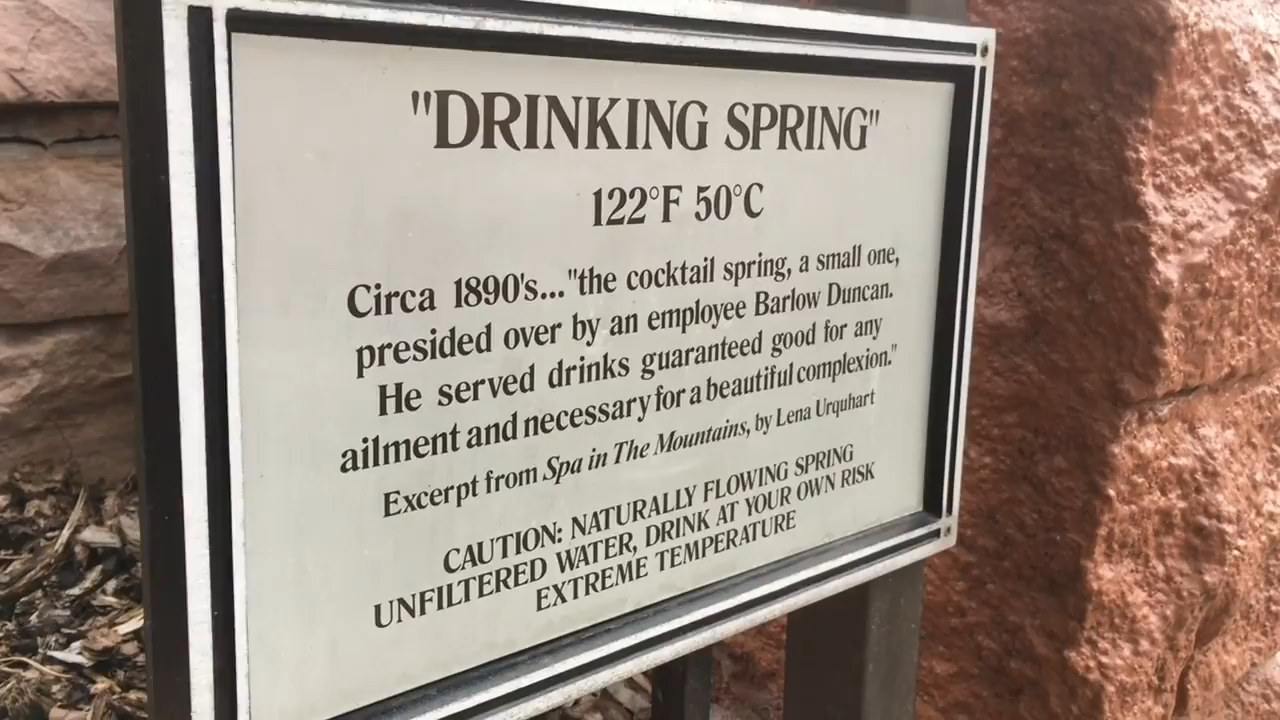 "DRINKING SPRING"
122°F 50°C
Circa 1890's..."the cocktail spring, a small one,
presided over by an employee Barlow Duncan.
He served drinks guaranteed good for any
ailment and necessary for a beautiful complexion."
Excerpt from Spa in The Mountains, by Lena Urquhart
CAUTION: NATURALLY FLOWING SPRING
UNFILTERED WATER, DRINK AT YOUR OWN RISK
EXTREME TEMPERATURE